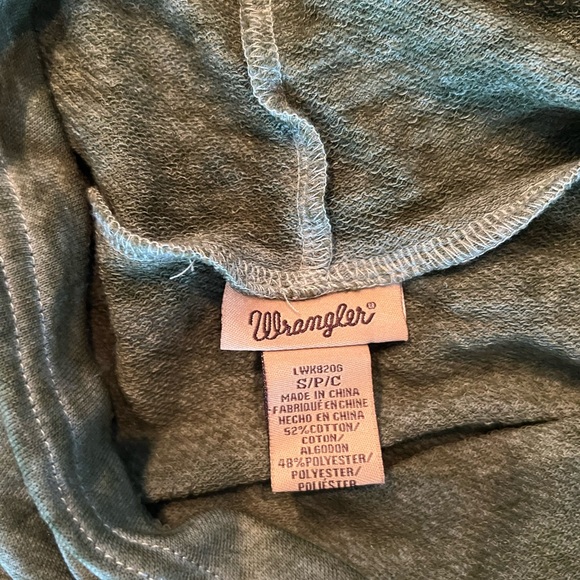 Wrangler®
LWK820G
S/P/C
MADE IN CHINA
FABRIQUÉ EN CHINE
HECHO EN CHINA
52% COTTON/
COTON/
ALGODON
48% POLYESTER/
POLYESTER/
POLIÉSTER